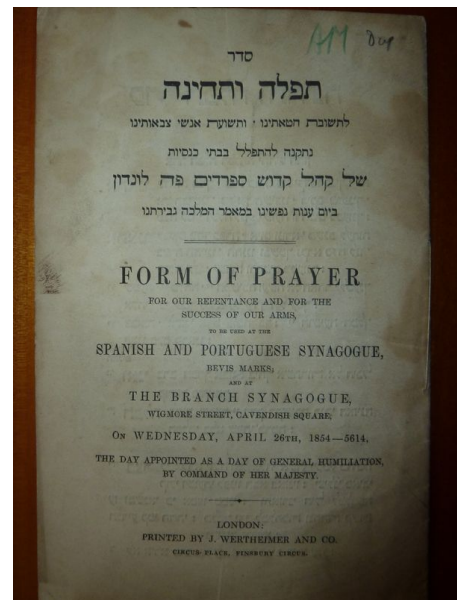 סדר
תפלה ותחינה
לתשובת חטאתינו · ותשועת אנשי צבאותינו
נתקנה להתפלל בבתי כנסיות
של קהל קדוש ספרדים פה לונדון
ביום ענות נפשינו במאמר המלכה גבירתנו
FORM OF PRAYER
FOR OUR REPENTANCE AND FOR THE
SUCCESS OF OUR ARMS,
TO BE USED AT THE
SPANISH AND PORTUGUESE SYNAGOGUE,
BEVIS MARKS;
AND AT
THE BRANCH SYNAGOGUE,
WIGMORE STREET, CAVENDISH SQUARE;
ON WEDNESDAY, APRIL 26TH, 1854—5614,
THE DAY APPOINTED AS A DAY OF GENERAL HUMILIATION,
BY COMMAND OF HER MAJESTY.
LONDON:
PRINTED BY J. WERTHEIMER AND CO.
CIRCUS-PLACE, FINSBURY CIRCUS.